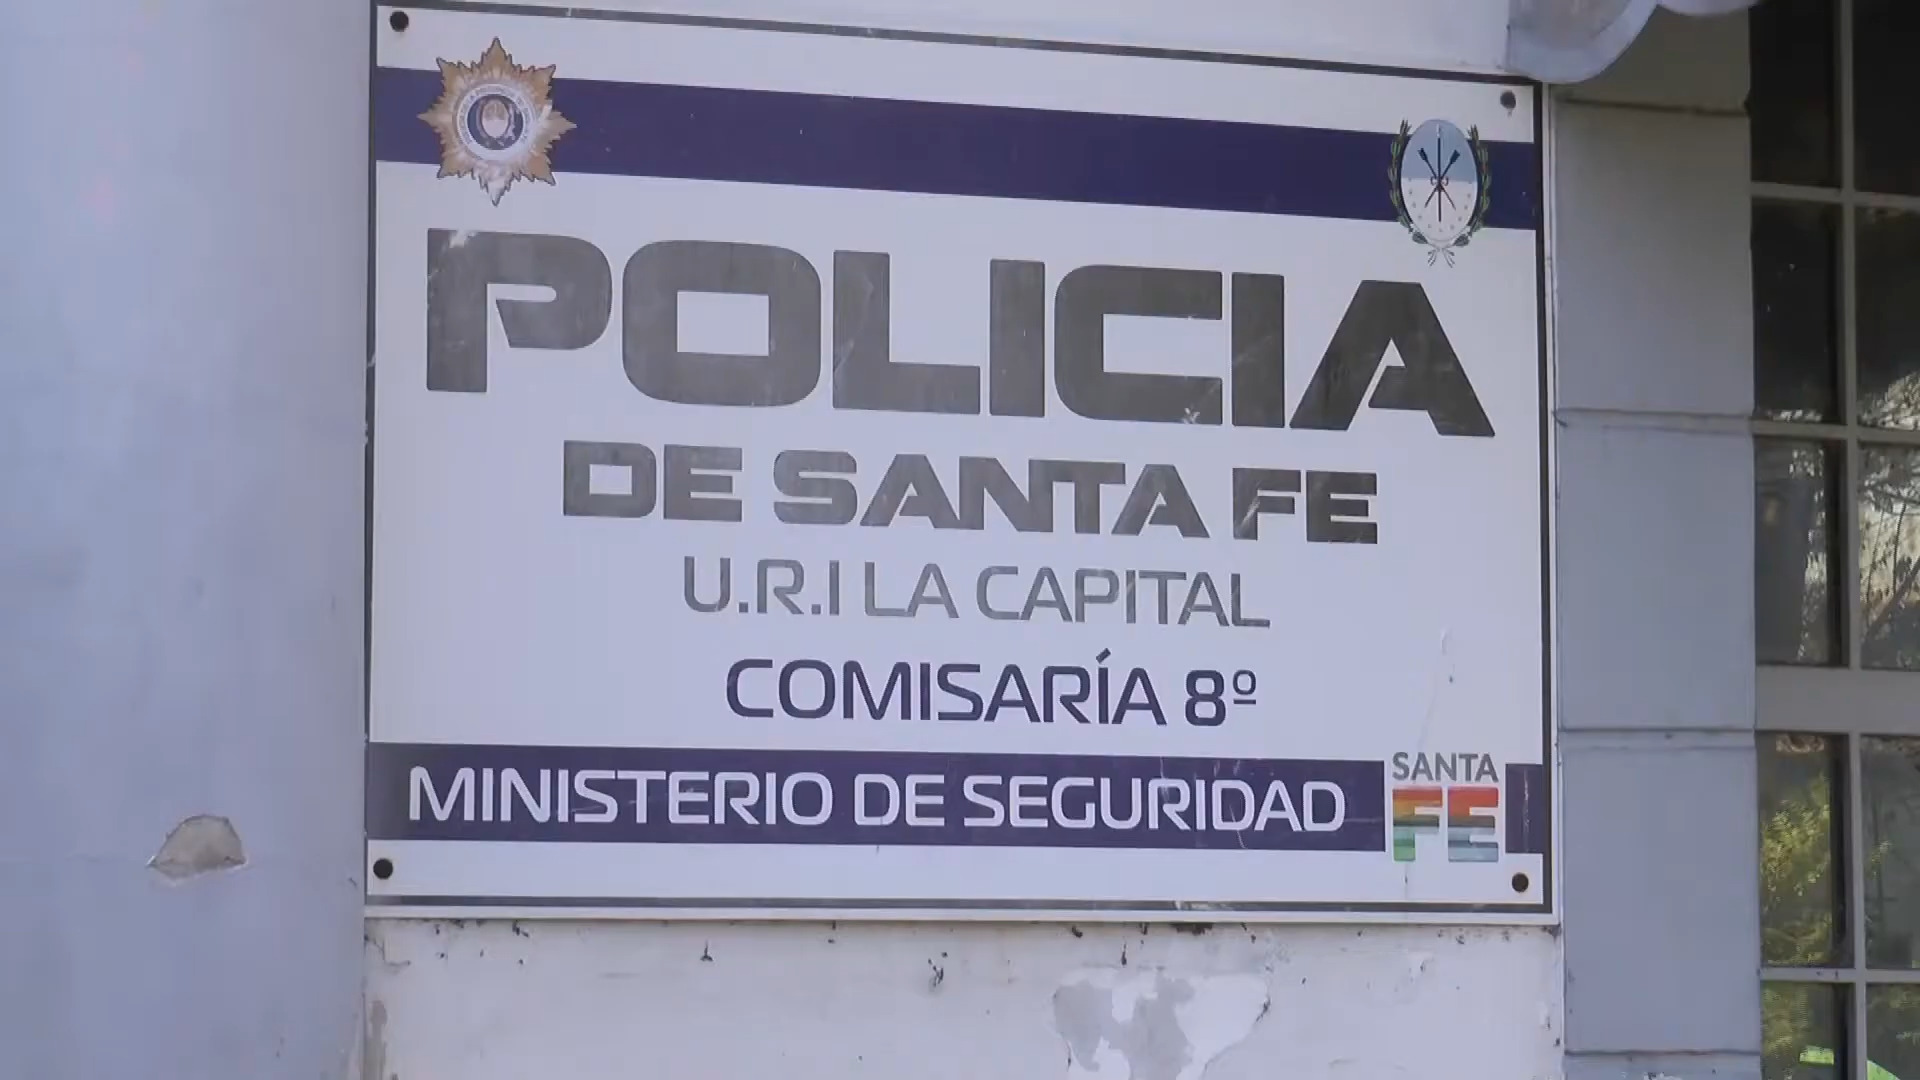 POLICIA
DE SANTA FE
U.R.I LA CAPITAL
COMISARÍA 8º
MINISTERIO DE SEGURIDAD
SANTA
FE